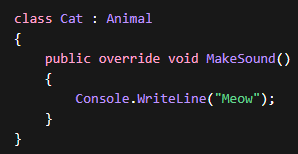 class Cat : Animal
{
    public override void MakeSound()
    {
        Console.WriteLine("Meow");
    }
}